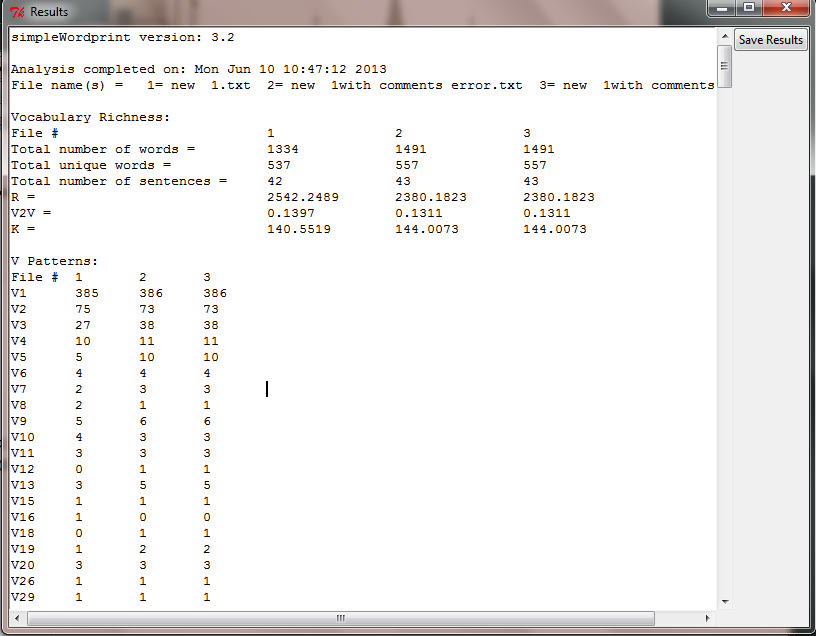 Results
Save Results
simpleWordprint version: 3.2
Analysis completed on: Mon Jun 10 10:47:12 2013
File name(s) =   1= new  1.txt  2= new  1with comments error.txt  3= new  1with comments
Vocabulary Richness:
File # 1 2 3
Total number of words = 1334 1491 1491
Total unique words = 537 557 557
Total number of sentences = 42 43 43
R = 2542.2489 2380.1823 2380.1823
V2V = 0.1397 0.1311 0.1311
K = 140.5519 144.0073 144.0073
V Patterns:
File # 1 2 3
V1 385 386 386
V2 75 73 73
V3 27 38 38
V4 10 11 11
V5 5 10 10
V6 4 4 4
V7 2 3 3
V8 2 1 1
V9 5 6 6
V10 4 3 3
V11 3 3 3
V12 0 1 1
V13 3 5 5
V15 1 1 1
V16 1 0 0
V18 0 1 1
V19 1 2 2
V20 3 3 3
V26 1 1 1
V29 1 1 1